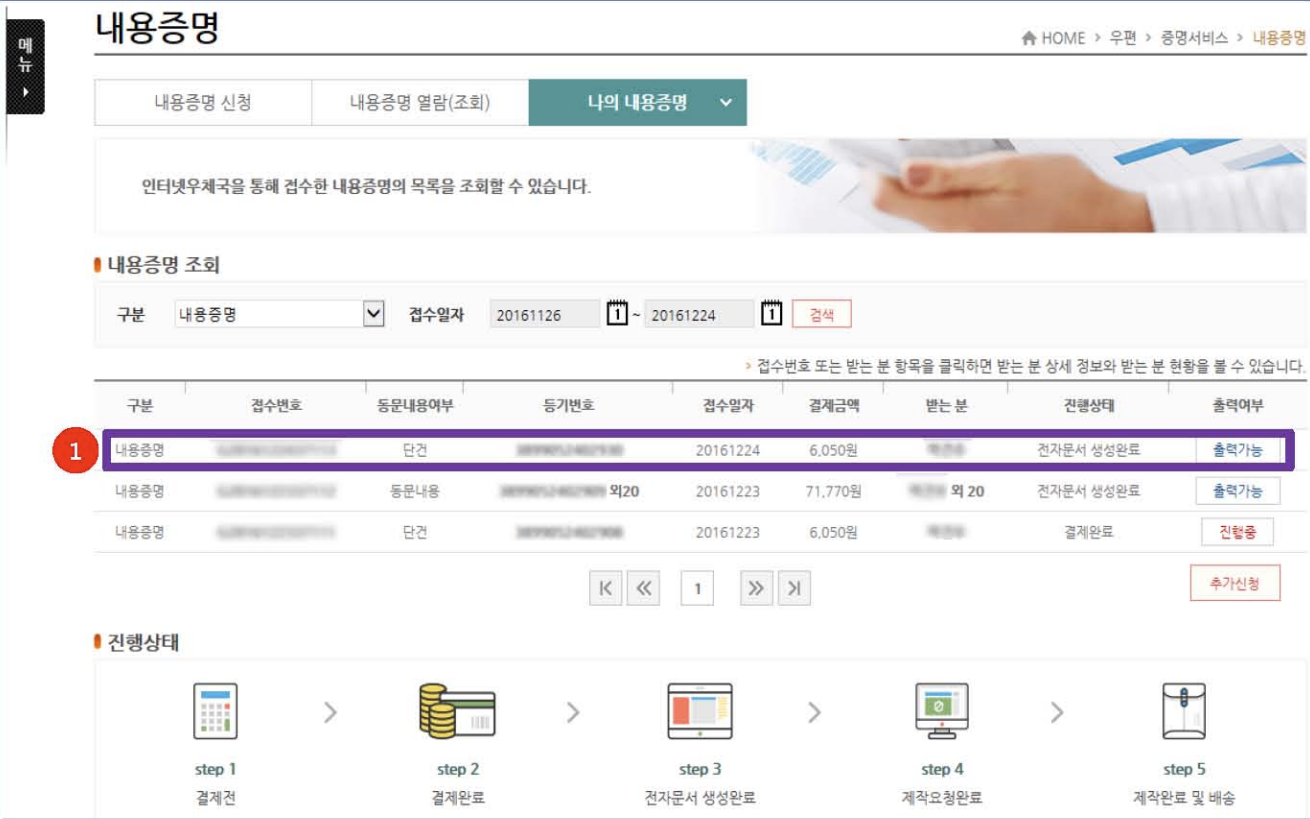 메뉴
내용증명
HOME > 우편 > 증명서비스 > 내용증명
내용증명 신청 내용증명 열람(조회) 나의 내용증명
인터넷우체국을 통해 접수한 내용증명의 목록을 조회할 수 있습니다.
내용증명 조회
구분 내용증명 접수일자 20161126 1 ~ 20161224 1 검색
> 접수번호 또는 받는 분 항목을 클릭하면 받는 분 상세 정보와 받는 분 현황을 볼 수 있습니다.
구분 접수번호 동문내용여부 등기번호 접수일자 결제금액 받는 분 진행상태 출력여부
1 내용증명 단건 20161224 6,050원 전자문서 생성완료 출력가능
내용증명 동문내용 외20 20161223 71,770원 외 20 전자문서 생성완료 출력가능
내용증명 단건 20161223 6,050원 결제완료 진행중
1
추가신청
진행상태
step 1 step 2 step 3 step 4 step 5
결제전 결제완료 전자문서 생성완료 제작요청완료 제작완료 및 배송